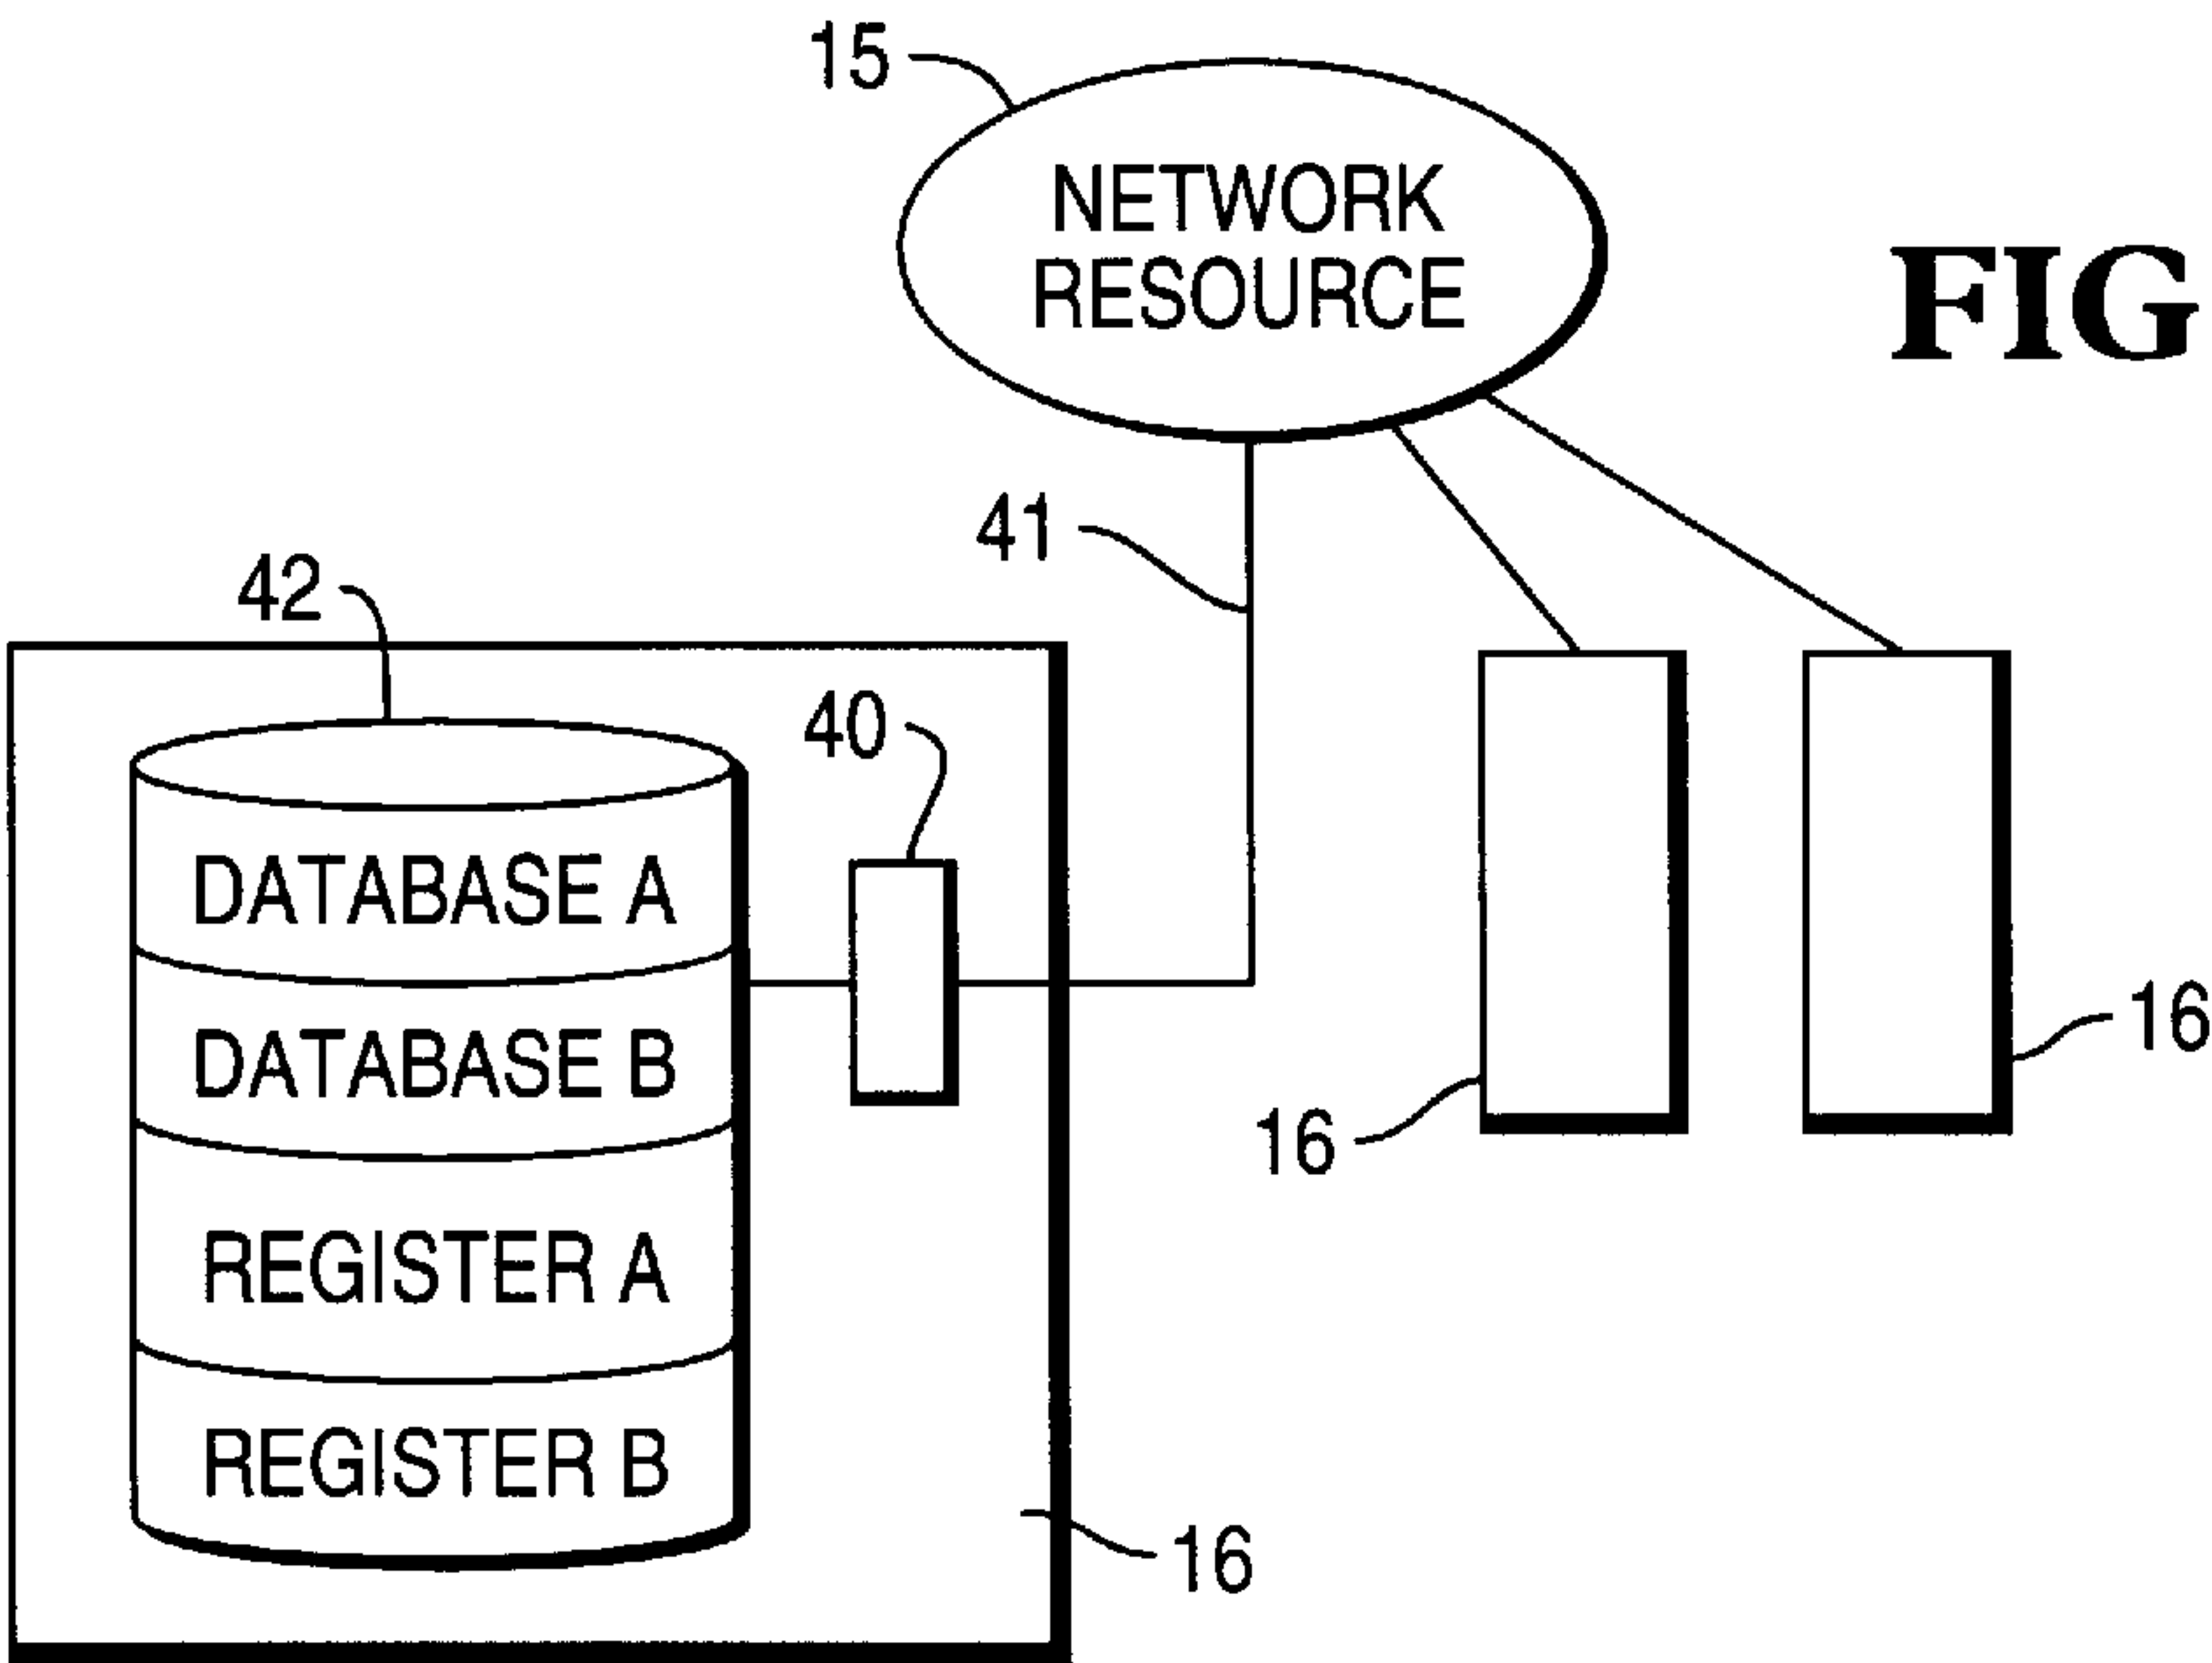 15
NETWORK
RESOURCE
FIG
41
42
40
DATABASE A
DATABASE B
REGISTER A
REGISTER B
16
16
16